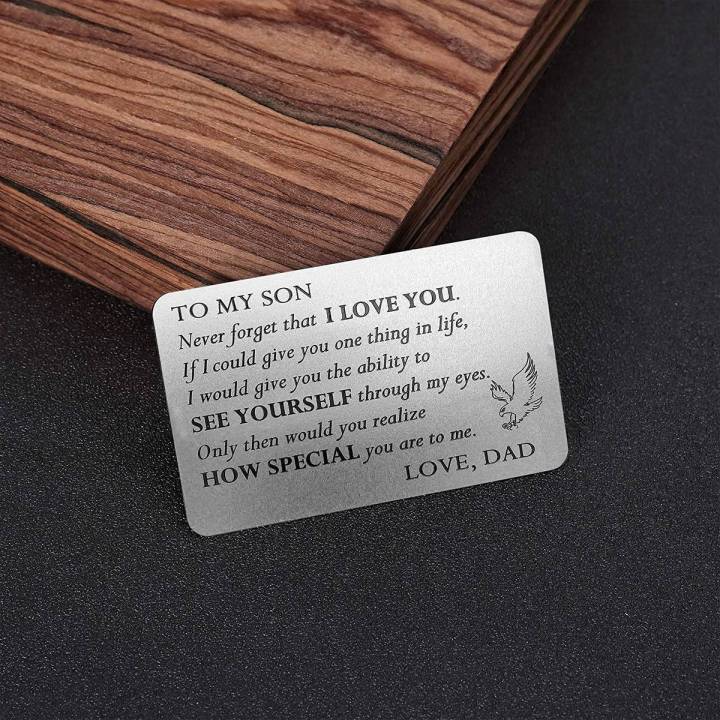 TO MY SON
Never forget that I LOVE YOU.
If I could give you one thing in life,
I would give you the ability to
SEE YOURSELF through my eyes.
Only then would you realize
HOW SPECIAL you are to me.
LOVE, DAD